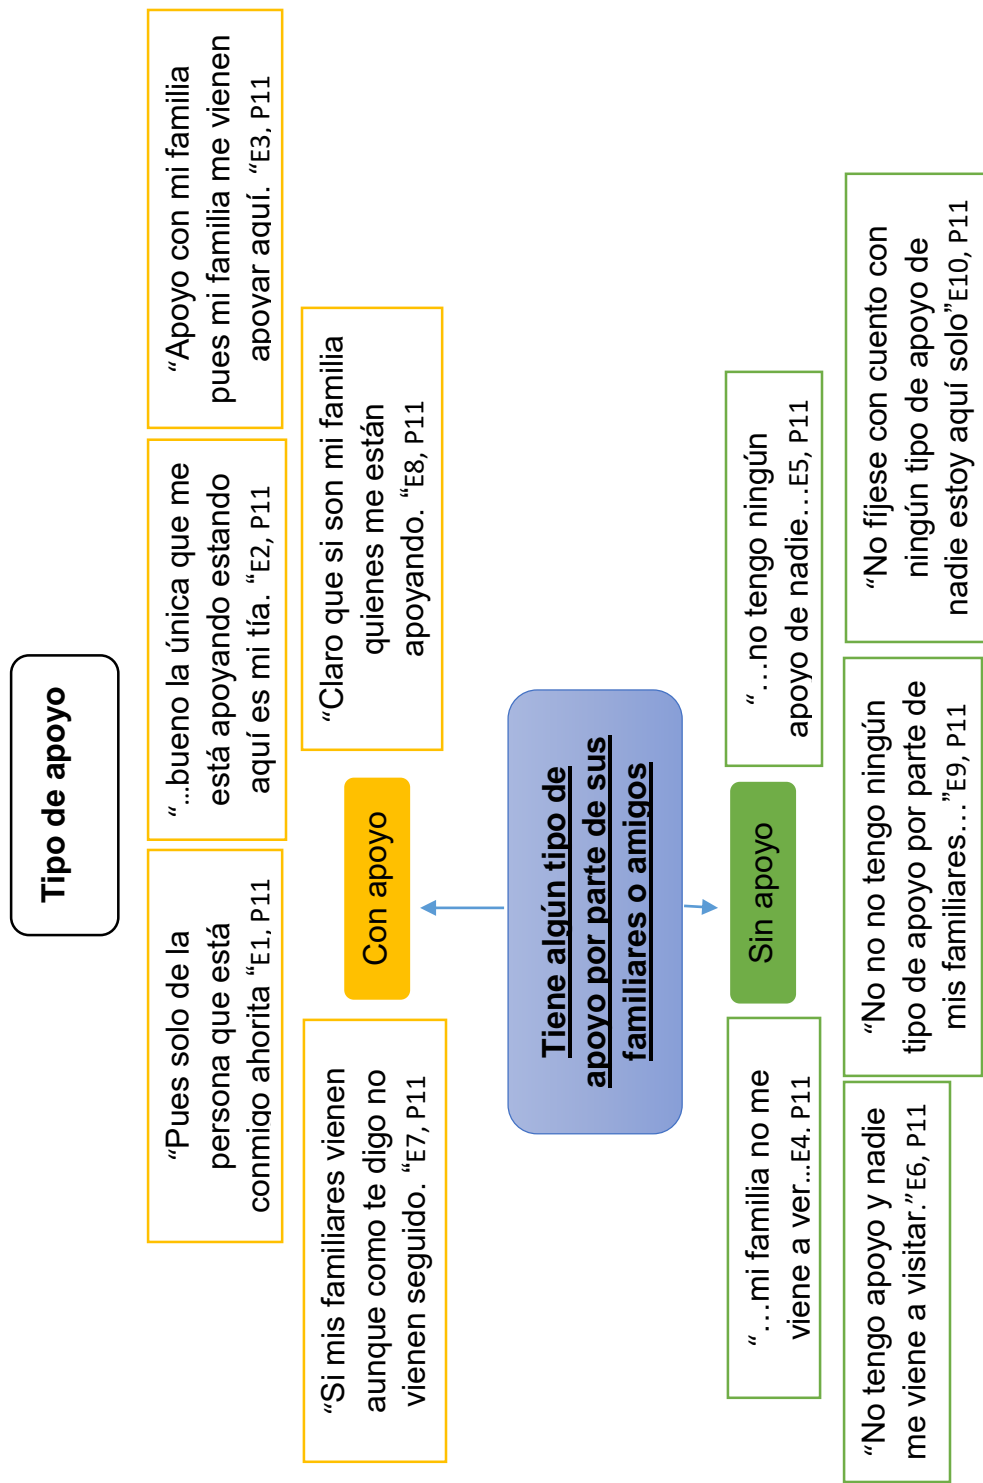 Tipo de apoyo
“Pues solo de la
persona que está
conmigo ahorita “E1, P11
“...bueno la única que me
está apoyando estando
aquí es mi tía. “E2, P11
“Apoyo con mi familia
pues mi familia me vienen
apoyar aquí. “E3, P11
“Si mis familiares vienen
aunque como te digo no
vienen seguido. “E7, P11
Con apoyo
“Claro que si son mi familia
quienes me están
apoyando. “E8, P11
Tiene algún tipo de
apoyo por parte de sus
familiares o amigos
“…mi familia no me
viene a ver...E4. P11
Sin apoyo
“…no tengo ningún
apoyo de nadie…E5, P11
“No tengo apoyo y nadie
me viene a visitar.”E6, P11
“No no no tengo ningún
tipo de apoyo por parte de
mis familiares…”E9, P11
“No fíjese con cuento con
ningún tipo de apoyo de
nadie estoy aquí solo”E10, P11